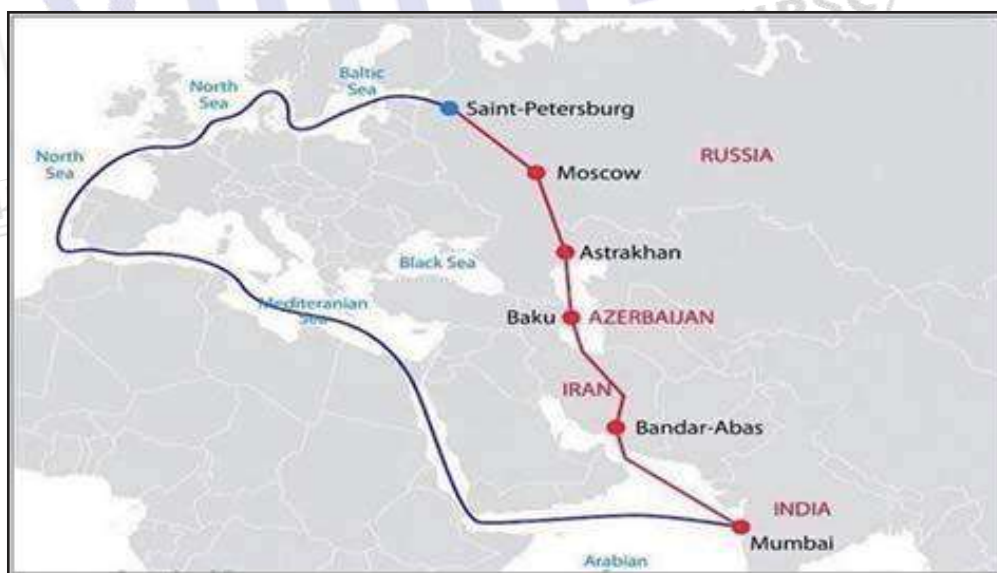 Baltic
Sea
North
Sea
Saint-Petersburg
North
Sea
RUSSIA
Moscow
Astrakhan
Black Sea
Baku
AZERBAIJAN
Mediteranian
Sea
IRAN
Bandar-Abas
INDIA
Mumbai
Arabian